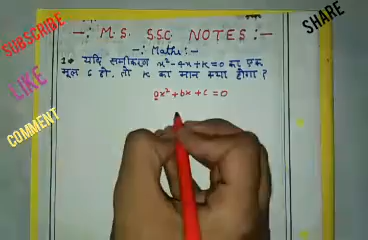 SUBSCRIBE
SHARE
LIKE
COMMENT
-: M.S. SSC NOTES :-
-: Maths :-
1→ यदि समीकरण x²-4x+k=0 का एक
मूल 6 हो, तो K का मान क्या होगा ?
ax² + bx + c = 0